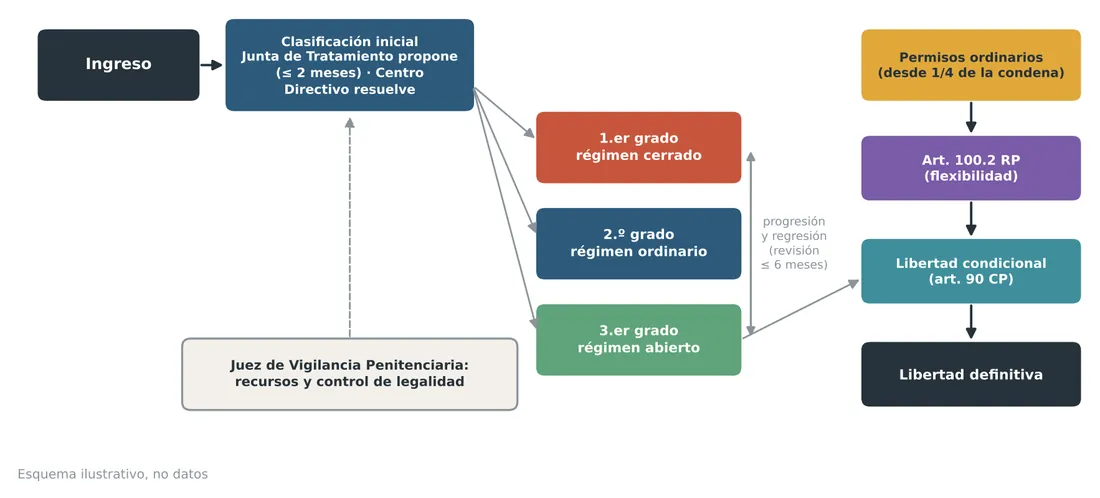 Ingreso
Clasificación inicial
Junta de Tratamiento propone
(≤ 2 meses) · Centro
Directivo resuelve
1.er grado
régimen cerrado
2.º grado
régimen ordinario
3.er grado
régimen abierto
progresión
y regresión
(revisión
≤ 6 meses)
Permisos ordinarios
(desde 1/4 de la condena)
Art. 100.2 RP
(flexibilidad)
Libertad condicional
(art. 90 CP)
Libertad definitiva
Juez de Vigilancia Penitenciaria:
recursos y control de legalidad
Esquema ilustrativo, no datos